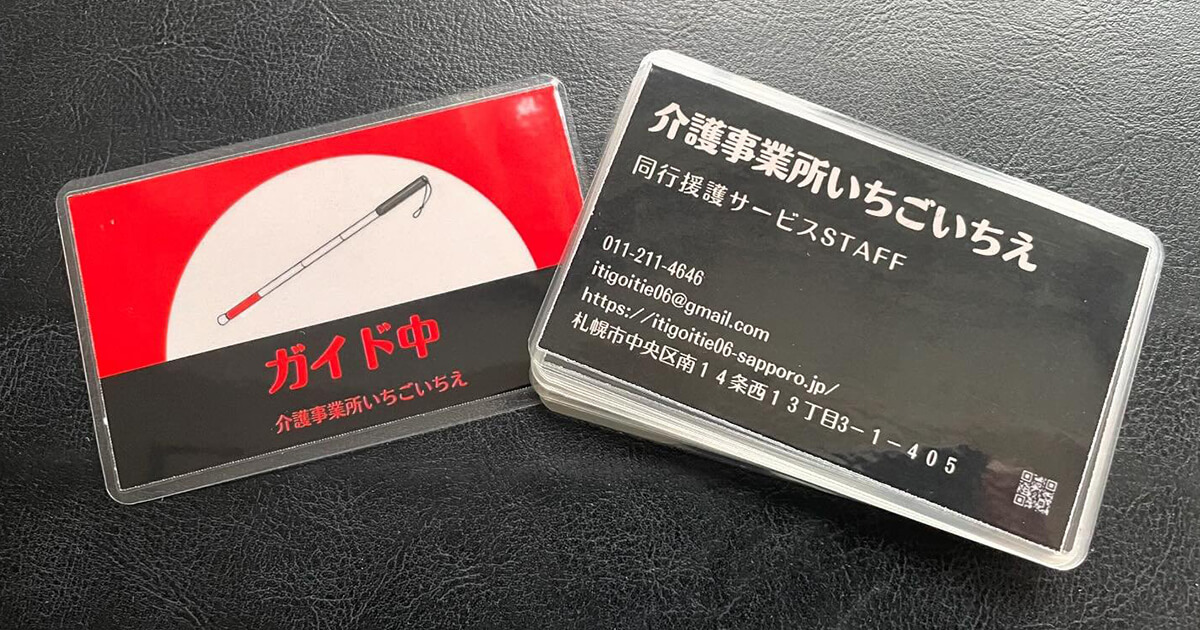 ガイド中
介護事業所いちごいちえ
介護事業所いちごいちえ
同行援護サービスSTAFF
011-211-4646
itigoitie06@gmail.com
https://itigoitie06-sapporo.jp/
札幌市中央区南14条西13丁目3-1-405